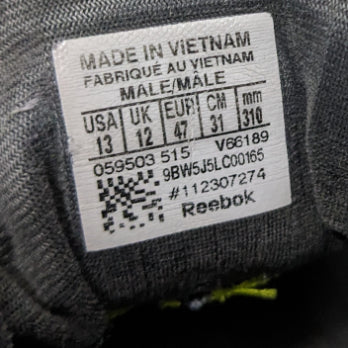 MADE IN VIETNAM
FABRIQUÉ AU VIETNAM
MALE/MÂLE
USA UK EUR CM mm
13 12 47 31 310
059503 515 V66189
9BW5J5LC00165
#112307274
Reebok